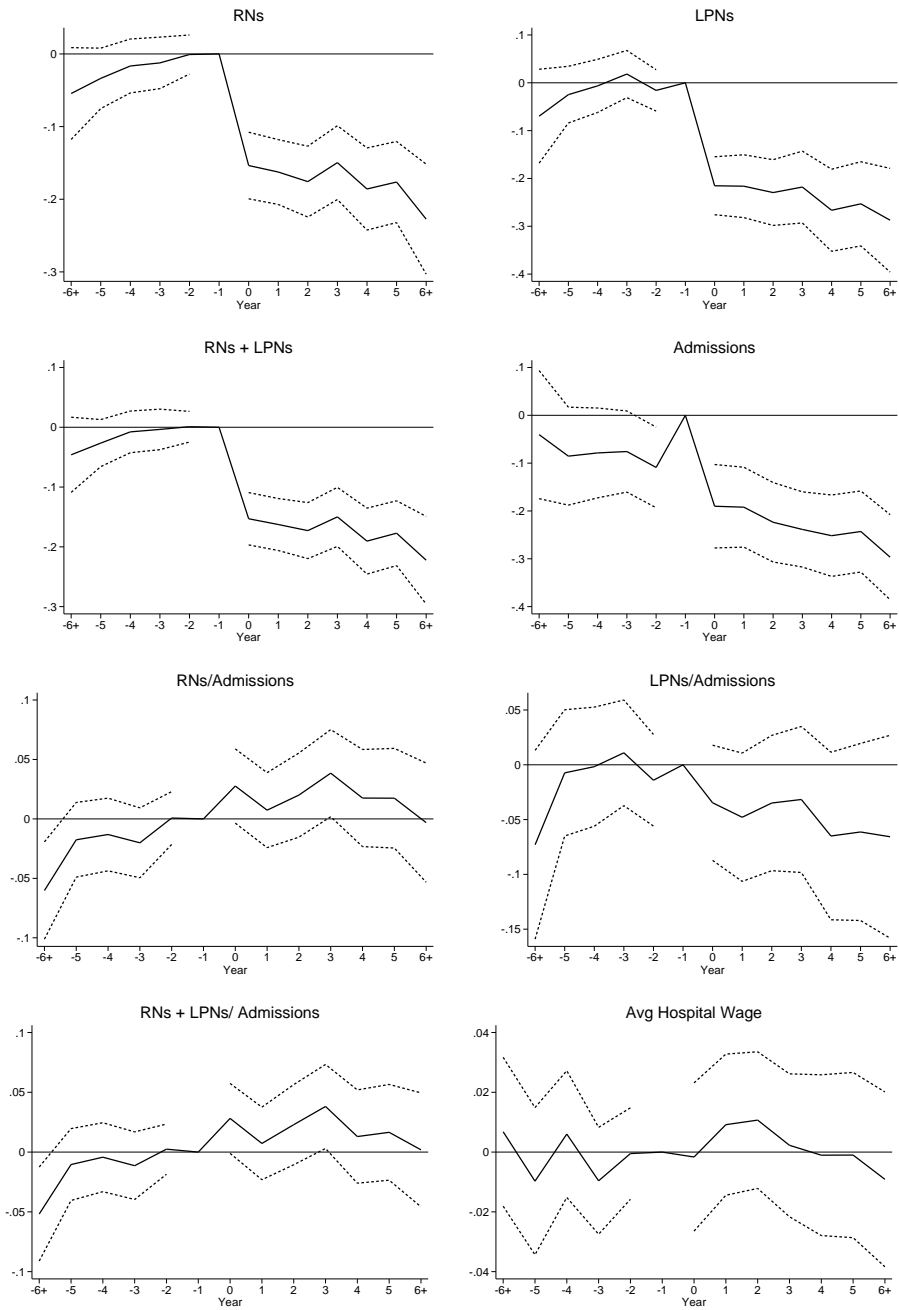 RNs
0
-.1
-.2
-.3
-6+ -5 -4 -3 -2 -1 0 1 2 3 4 5 6+
Year
LPNs
.1
0
-.1
-.2
-.3
-.4
-6+ -5 -4 -3 -2 -1 0 1 2 3 4 5 6+
Year
RNs + LPNs
.1
0
-.1
-.2
-.3
-6+ -5 -4 -3 -2 -1 0 1 2 3 4 5 6+
Year
Admissions
.1
0
-.1
-.2
-.3
-.4
-6+ -5 -4 -3 -2 -1 0 1 2 3 4 5 6+
Year
RNs/Admissions
.1
.05
0
-.05
-.1
-6+ -5 -4 -3 -2 -1 0 1 2 3 4 5 6+
Year
LPNs/Admissions
.05
0
-.05
-.1
-.15
-6+ -5 -4 -3 -2 -1 0 1 2 3 4 5 6+
Year
RNs + LPNs/ Admissions
.1
.05
0
-.05
-.1
-6+ -5 -4 -3 -2 -1 0 1 2 3 4 5 6+
Year
Avg Hospital Wage
.04
.02
0
-.02
-.04
-6+ -5 -4 -3 -2 -1 0 1 2 3 4 5 6+
Year